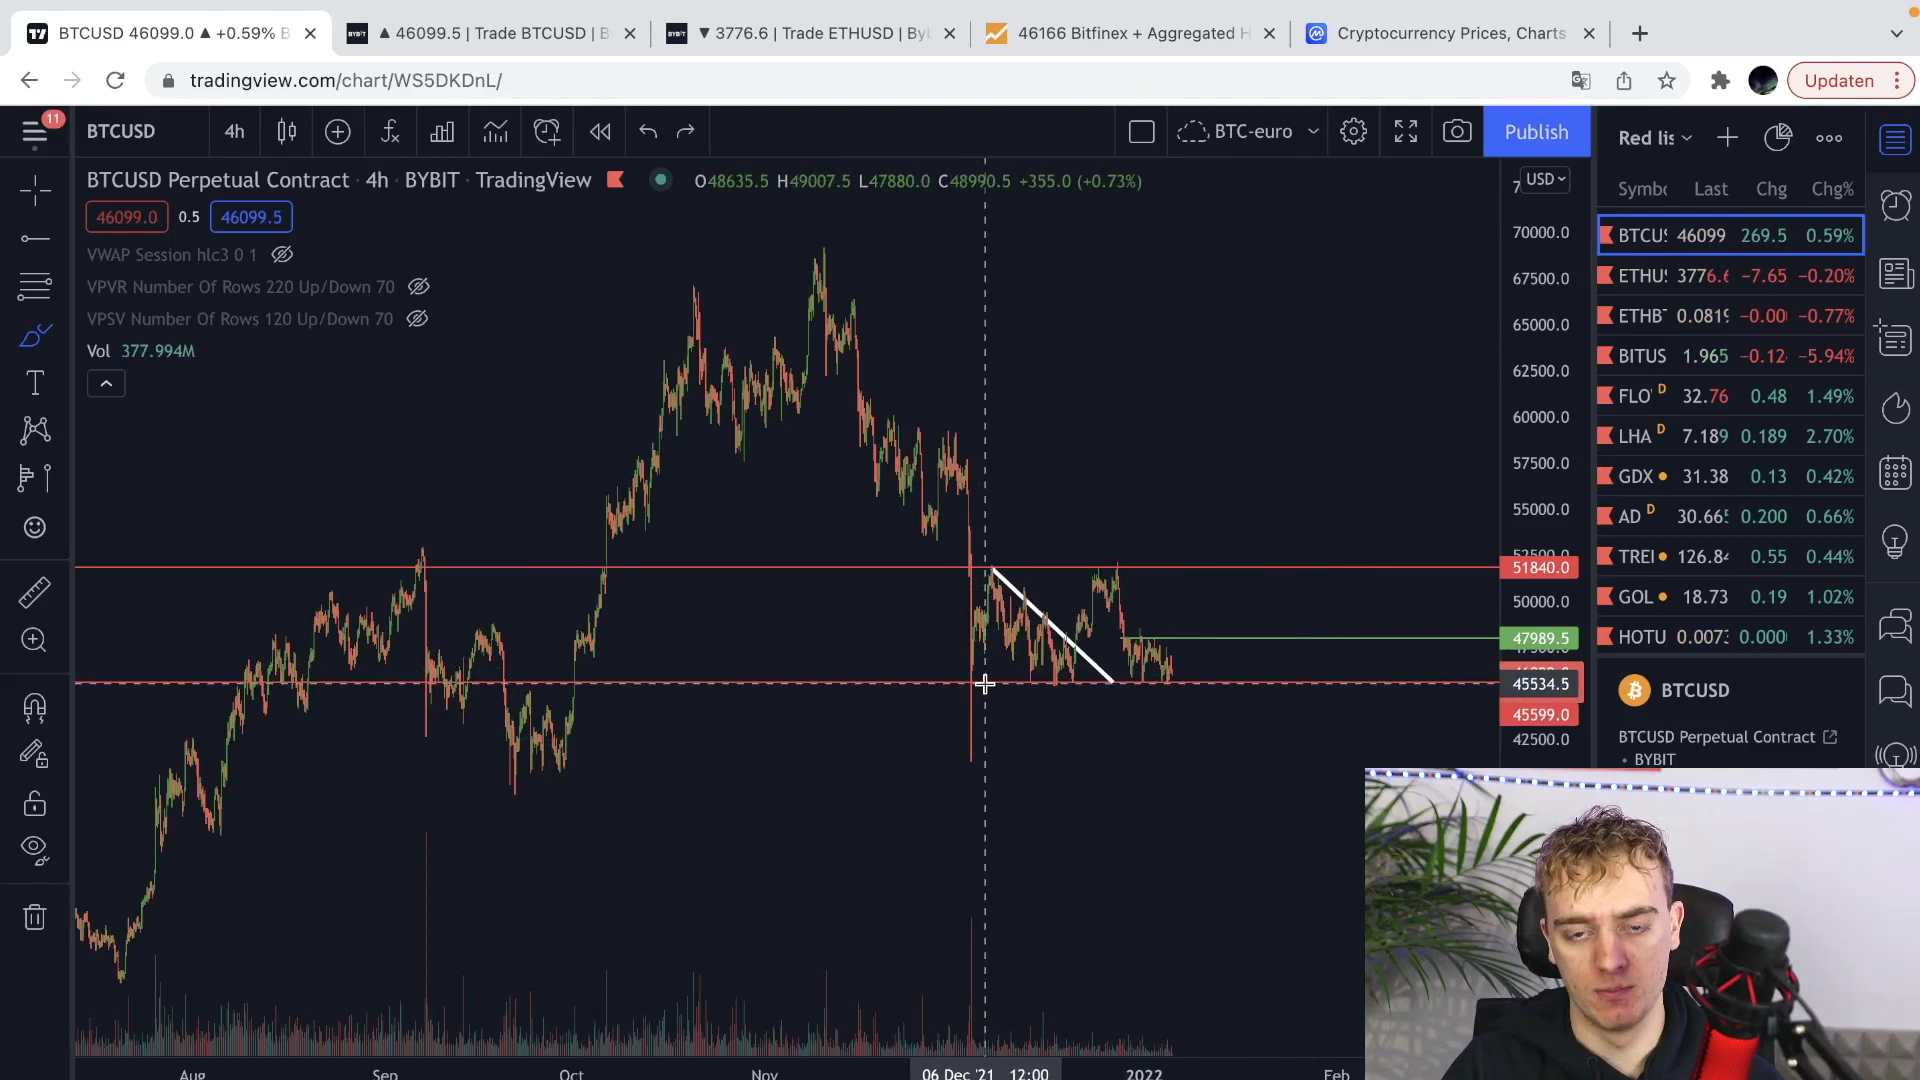 BTCUSD 46099.0 ▲ +0.59% B
▲ 46099.5 | Trade BTCUSD | B
▼ 3776.6 | Trade ETHUSD | Byb
46166 Bitfinex + Aggregated H
Cryptocurrency Prices, Charts
tradingview.com/chart/WS5DKDnL/
Updaten
11
BTCUSD
4h
BTC-euro
Publish
Red lis
BTCUSD Perpetual Contract · 4h · BYBIT · TradingView
O48635.5 H49007.5 L47880.0 C48990.5 +355.0 (+0.73%)
USD
Last Chg Chg%
46099.0 0.5 46099.5
VWAP Session hlc3 0 1
VPVR Number Of Rows 220 Up/Down 70
VPSV Number Of Rows 120 Up/Down 70
Vol 377.994M
70000.0
67500.0
65000.0
62500.0
60000.0
57500.0
55000.0
52500.0
51840.0
50000.0
47989.5
45534.5
45599.0
42500.0
BTCUS 46099 269.5 0.59%
ETHUS 3776.6 −7.65 −0.20%
ETHBT 0.0819 −0.00 −0.77%
BITUS 1.965 −0.12 −5.94%
FLO D 32.76 0.48 1.49%
LHA D 7.189 0.189 2.70%
GDX 31.38 0.13 0.42%
AD D 30.665 0.200 0.66%
TREI 126.84 0.55 0.44%
GOL 18.73 0.19 1.02%
HOTU 0.0073 0.000 1.33%
BTCUSD
BTCUSD Perpetual Contract
• BYBIT
Aug Sep Oct Nov 06 Dec '21 12:00 2022 Feb